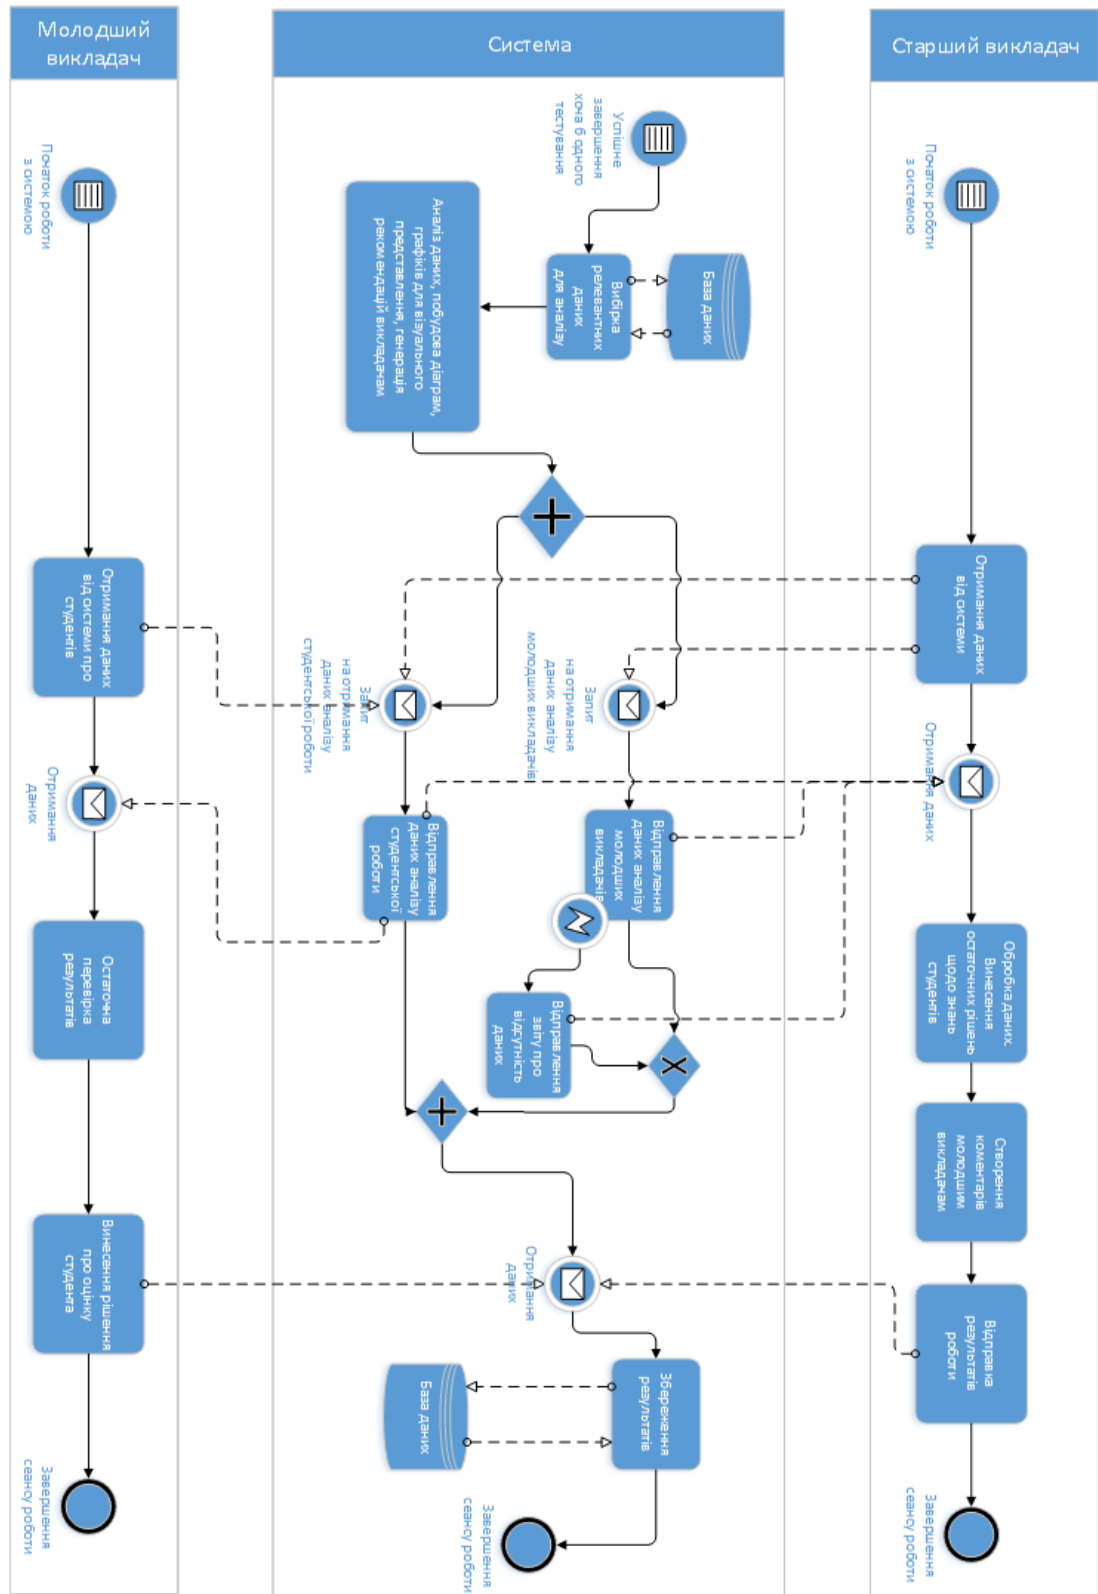 Молодший
викладач
Система
Старший викладач
Початок роботи
з системою
Отримання даних
від системи про
студентів
Отримання
даних
Остаточна
перевірка
результатів
Винесення рішення
про оцінку
студента
Завершення
сеансу роботи
Успішне
завершення
хоча б одного
тестування
Вибірка
релевантних
даних
для аналізу
База даних
Аналіз даних, побудова діаграм,
графіків для візуального
представлення, генерація
рекомендацій викладачам
Запит
на отримання
даних аналізу
студентської роботи
Запит
на отримання
даних аналізу
молодших викладачів
Відправлення
даних аналізу
студентської
роботи
Відправлення
даних аналізу
молодших
викладачів
Відправлення
звіту про
відсутність
даних
Отримання
даних
Збереження
результатів
База даних
Завершення
сеансу роботи
Початок роботи
з системою
Отримання даних
від системи
Отримання даних
Обробка даних.
Винесення
остаточних рішень
щодо знань
студентів
Створення
коментарів
молодшим
викладачам
Відправка
результатів
роботи
Завершення
сеансу роботи